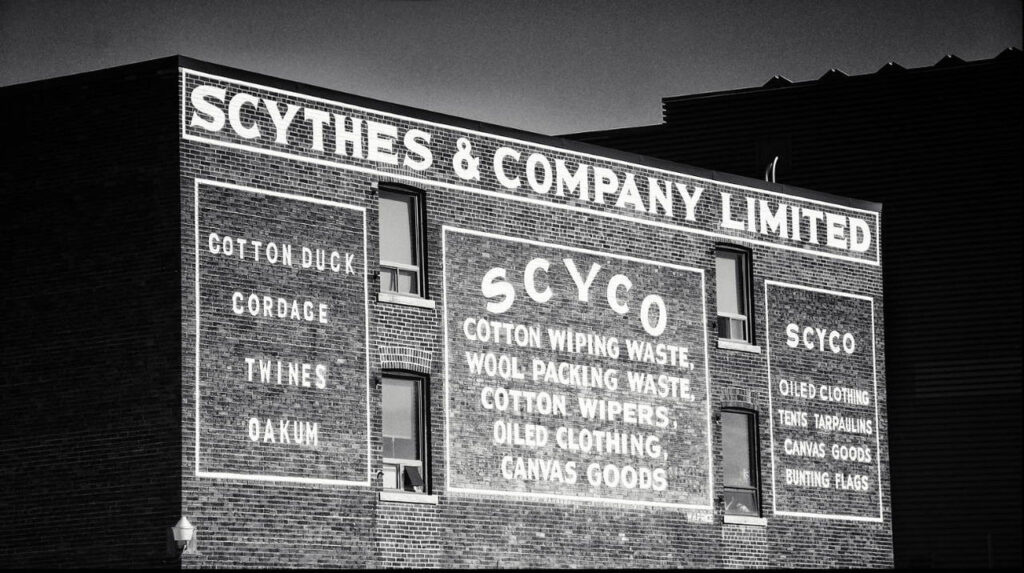 SCYTHES & COMPANY LIMITED
COTTON DUCK
CORDAGE
TWINES
OAKUM
SCYCO
COTTON WIPING WASTE,
WOOL PACKING WASTE,
COTTON WIPERS,
OILED CLOTHING,
CANVAS GOODS
SCYCO
OILED CLOTHING
TENTS TARPAULINS
CANVAS GOODS
BUNTING FLAGS